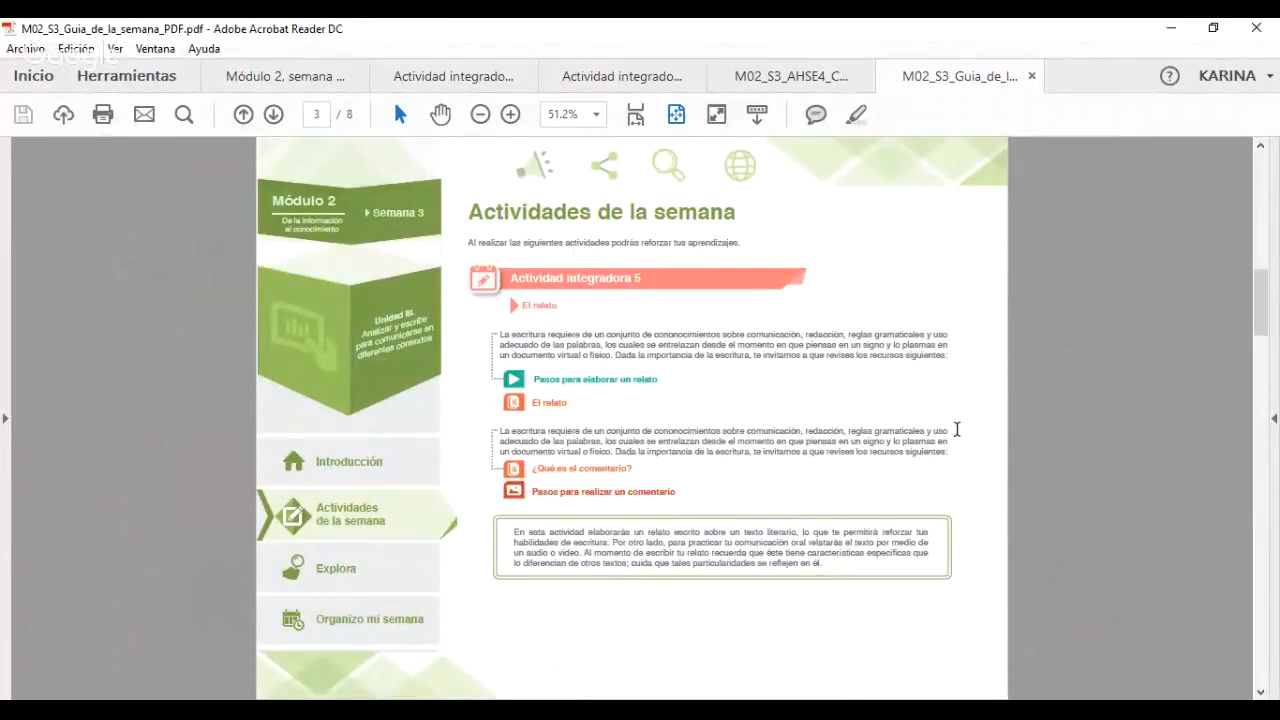 M02_S3_Guia_de_la_semana_PDF.pdf - Adobe Acrobat Reader DC
Archivo Edición Ver Ventana Ayuda
Google
Inicio Herramientas Módulo 2, semana ... Actividad integrado... Actividad integrado... M02_S3_AHSE4_C... M02_S3_Guia_de_l... × ? KARINA
3 / 8 51.2%
Módulo 2
De la información
al conocimiento
Semana 3
Unidad III.
Analizar y escribir
para comunicarse en
diferentes contextos
Introducción
Actividades
de la semana
Explora
Organizo mi semana
Actividades de la semana
Al realizar las siguientes actividades podrás reforzar tus aprendizajes.
Actividad integradora 5
El relato
La escritura requiere de un conjunto de cononocimientos sobre comunicación, redacción, reglas gramaticales y uso
adecuado de las palabras, los cuales se entrelazan desde el momento en que piensas en un signo y lo plasmas en
un documento virtual o físico. Dada la importancia de la escritura, te invitamos a que revises los recursos siguientes:
Pasos para elaborar un relato
El relato
La escritura requiere de un conjunto de cononocimientos sobre comunicación, redacción, reglas gramaticales y uso
adecuado de las palabras, los cuales se entrelazan desde el momento en que piensas en un signo y lo plasmas en
un documento virtual o físico. Dada la importancia de la escritura, te invitamos a que revises los recursos siguientes:
¿Qué es el comentario?
Pasos para realizar un comentario
En esta actividad elaborarás un relato escrito sobre un texto literario, lo que te permitirá reforzar tus
habilidades de escritura. Por otro lado, para practicar tu comunicación oral relatarás el texto por medio de
un audio o video. Al momento de escribir tu relato recuerda que éste tiene características específicas que
lo diferencian de otros textos; cuida que tales particularidades se reflejen en él.